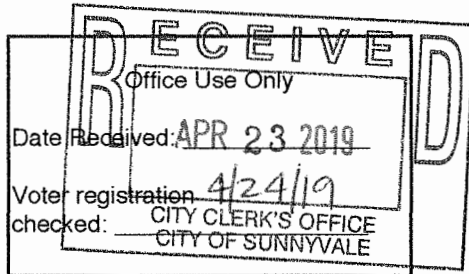 RECEIVED
Office Use Only
Date Received: APR 23 2019
Voter registration 4/24/19
checked:
CITY CLERK'S OFFICE
CITY OF SUNNYVALE